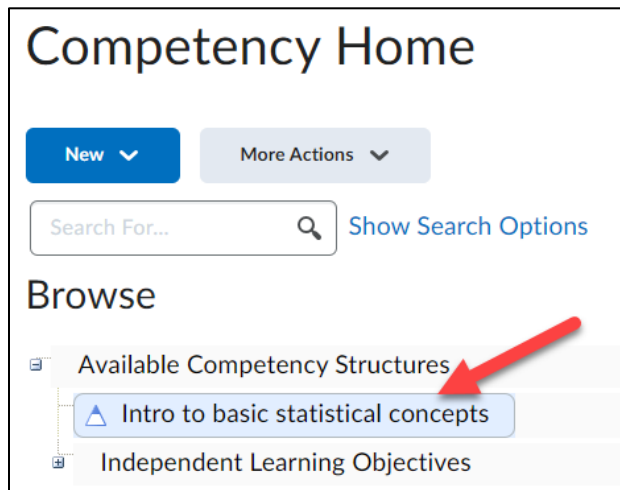 Competency Home
New More Actions
Search For... Show Search Options
Browse
Available Competency Structures
Intro to basic statistical concepts
Independent Learning Objectives